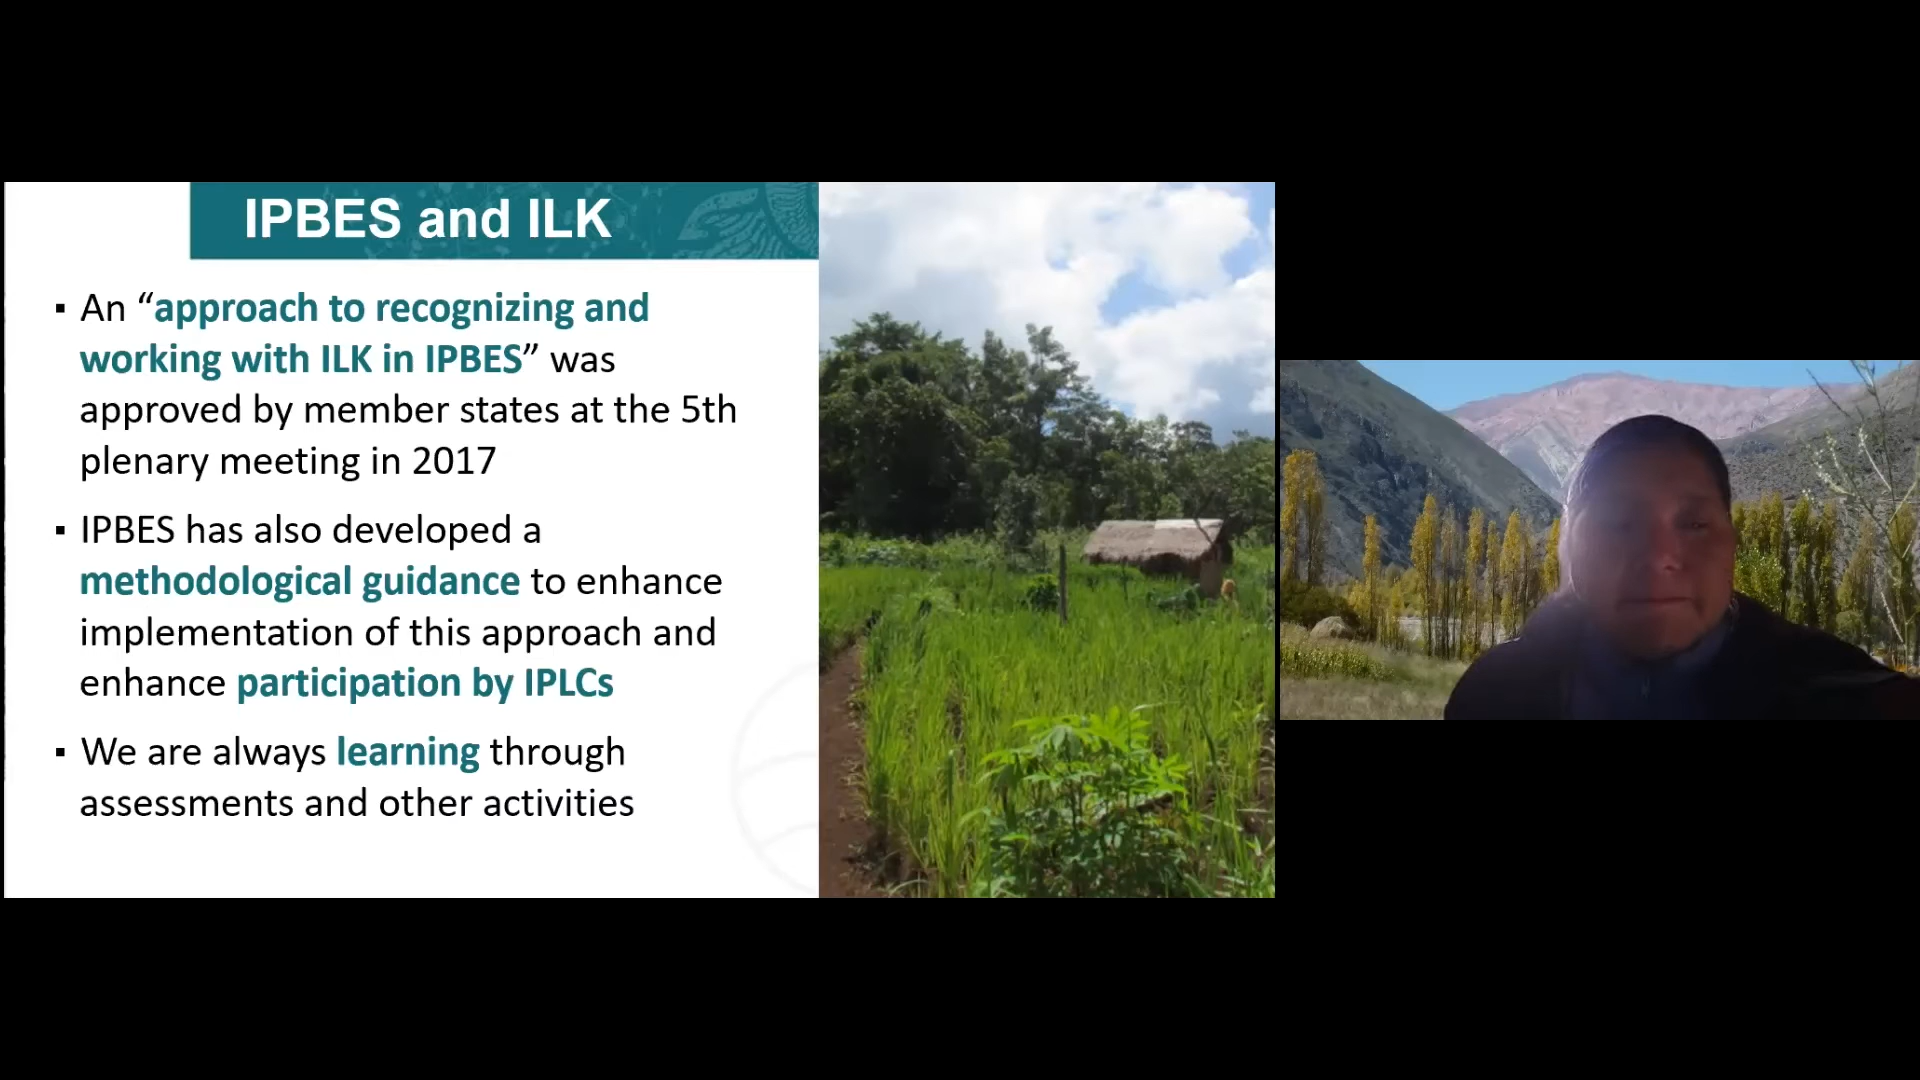 IPBES and ILK
▪ An “approach to recognizing and
working with ILK in IPBES” was
approved by member states at the 5th
plenary meeting in 2017
▪ IPBES has also developed a
methodological guidance to enhance
implementation of this approach and
enhance participation by IPLCs
▪ We are always learning through
assessments and other activities